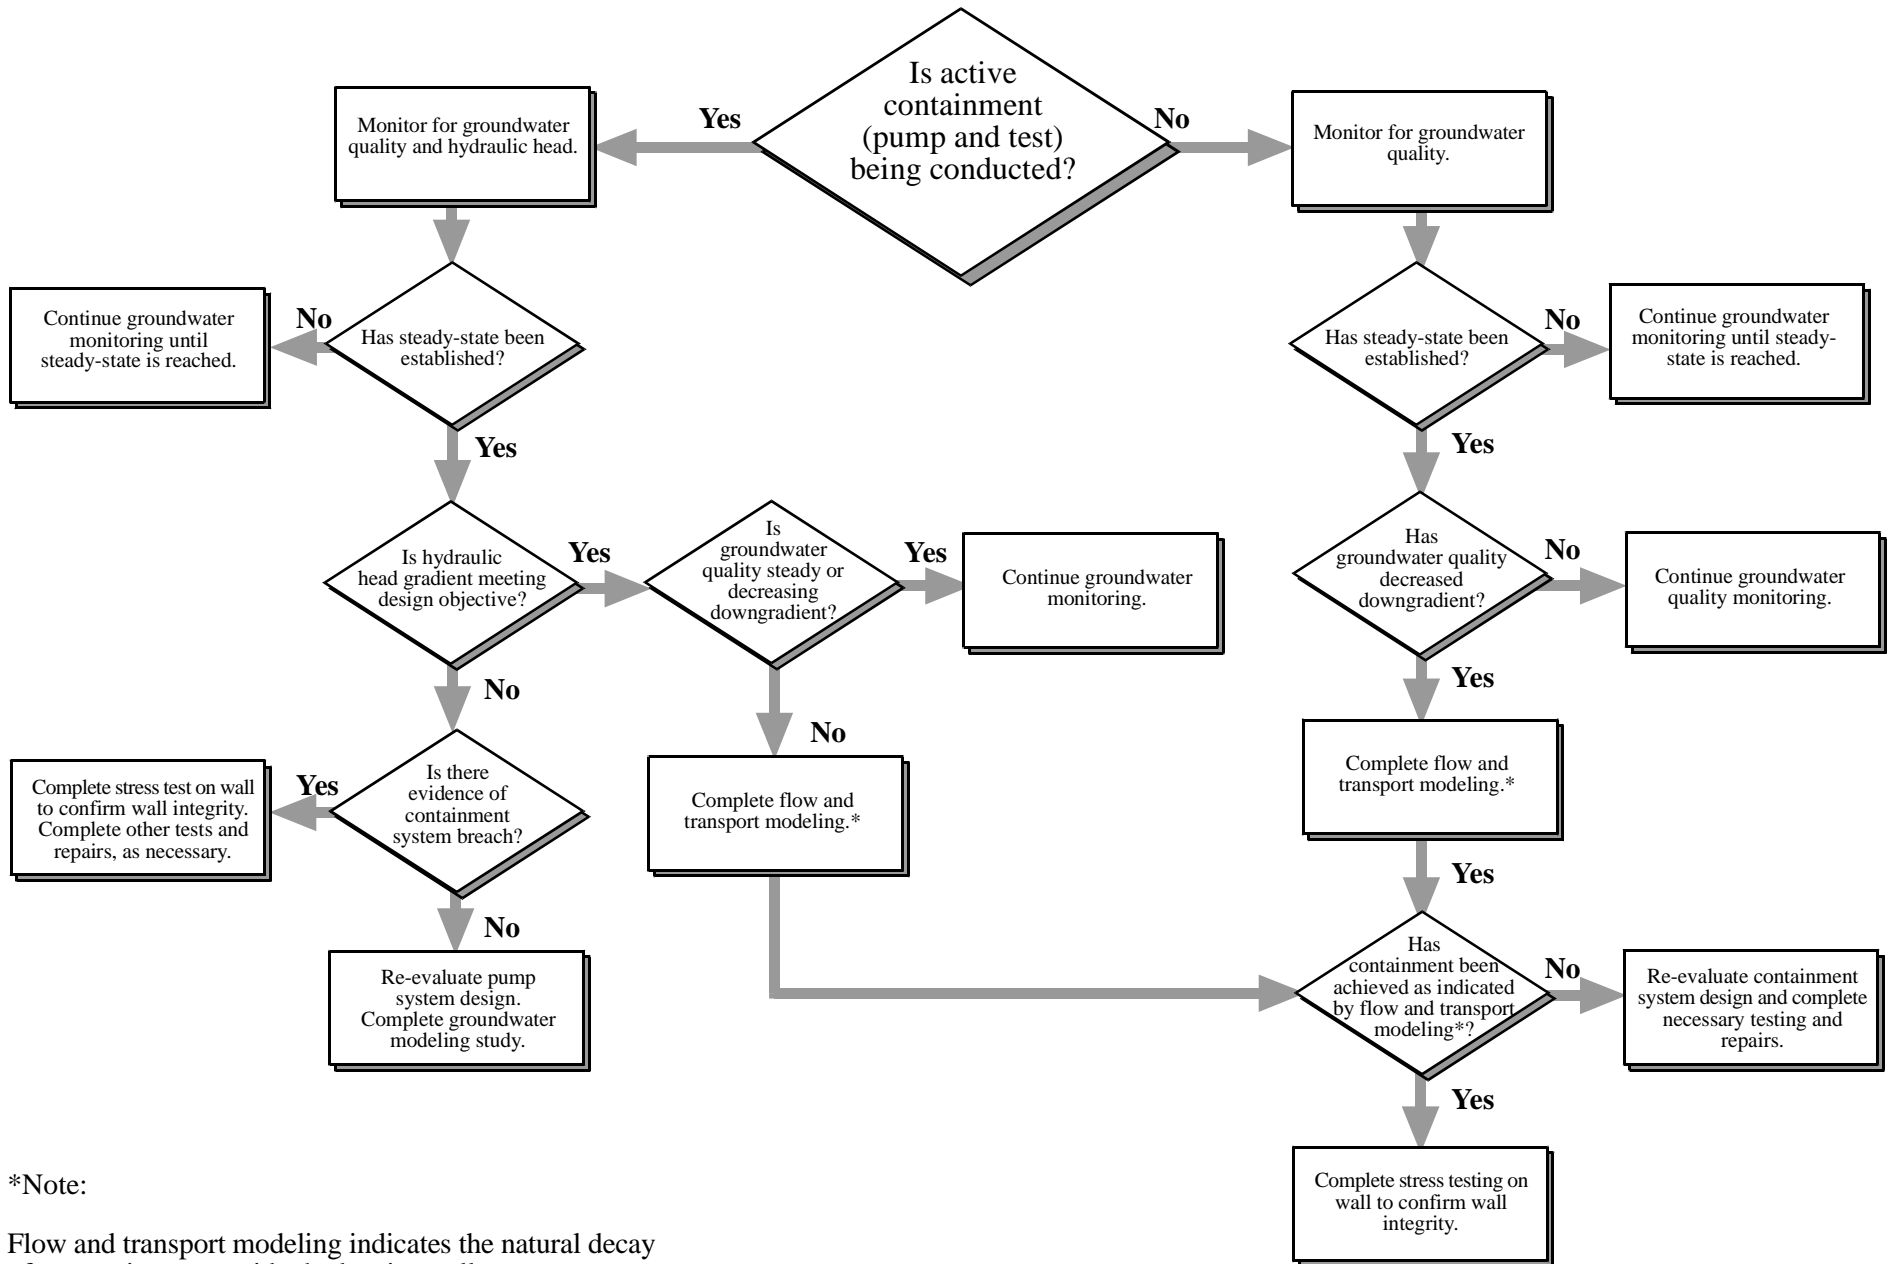 Is active
containment
(pump and test)
being conducted?
Yes
No
Monitor for groundwater
quality and hydraulic head.
Monitor for groundwater
quality.
Has steady-state been
established?
No
Continue groundwater
monitoring until
steady-state is reached.
Yes
Has steady-state been
established?
No
Continue groundwater
monitoring until steady-
state is reached.
Yes
Is hydraulic
head gradient meeting
design objective?
Yes
Is
groundwater
quality steady or
decreasing
downgradient?
Yes
Continue groundwater
monitoring.
Has
groundwater quality
decreased
downgradient?
No
Continue groundwater
quality monitoring.
No
No
Yes
Is there
evidence of
containment
system breach?
Yes
Complete stress test on wall
to confirm wall integrity.
Complete other tests and
repairs, as necessary.
Complete flow and
transport modeling.*
Complete flow and
transport modeling.*
Yes
No
Re-evaluate pump
system design.
Complete groundwater
modeling study.
Has
containment been
achieved as indicated
by flow and transport
modeling*?
No
Re-evaluate containment
system design and complete
necessary testing and
repairs.
Yes
Complete stress testing on
wall to confirm wall
integrity.
*Note:
Flow and transport modeling indicates the natural decay